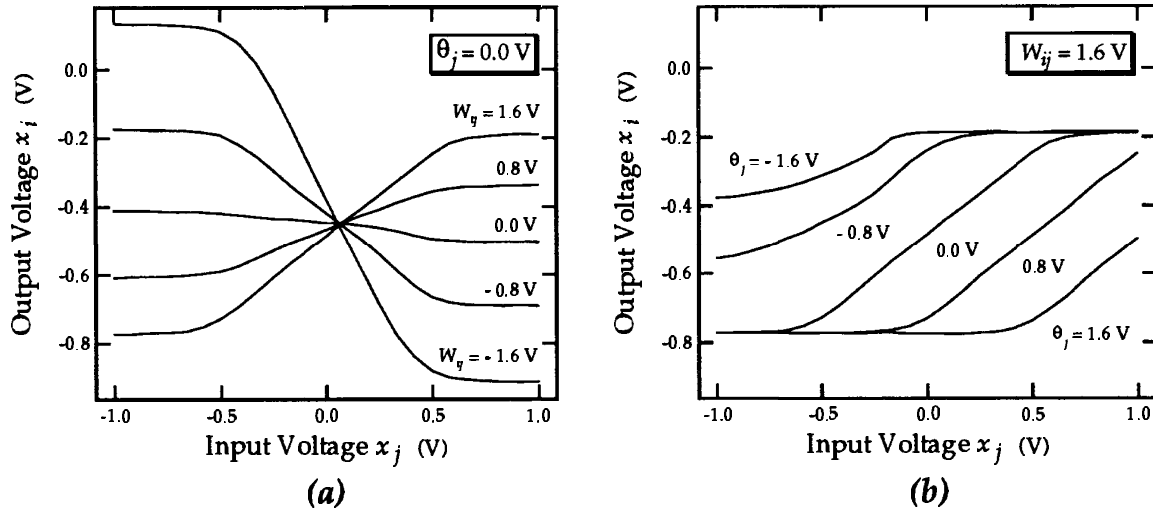 θj = 0.0 V
Wij = 1.6 V
0.8 V
0.0 V
- 0.8 V
Wij = - 1.6 V
0.0
-0.2
-0.4
-0.6
-0.8
Output Voltage xi (V)
-1.0 -0.5 0.0 0.5 1.0
Input Voltage xj (V)
(a)
Wij = 1.6 V
θj = - 1.6 V
- 0.8 V
0.0 V
0.8 V
θj = 1.6 V
0.0
-0.2
-0.4
-0.6
-0.8
Output Voltage xi (V)
-1.0 -0.5 0.0 0.5 1.0
Input Voltage xj (V)
(b)